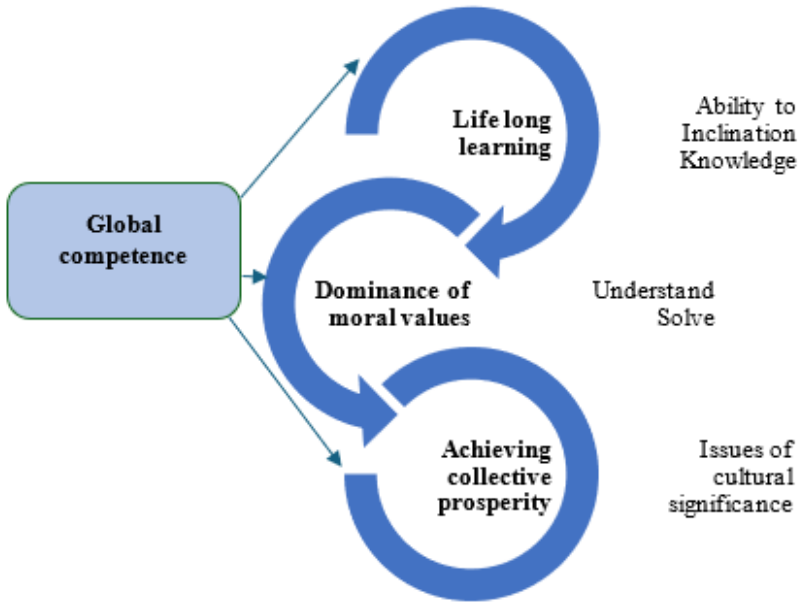 Life long
learning
Ability to
Inclination
Knowledge
Global
competence
Dominance of
moral values
Understand
Solve
Achieving
collective
prosperity
Issues of
cultural
significance